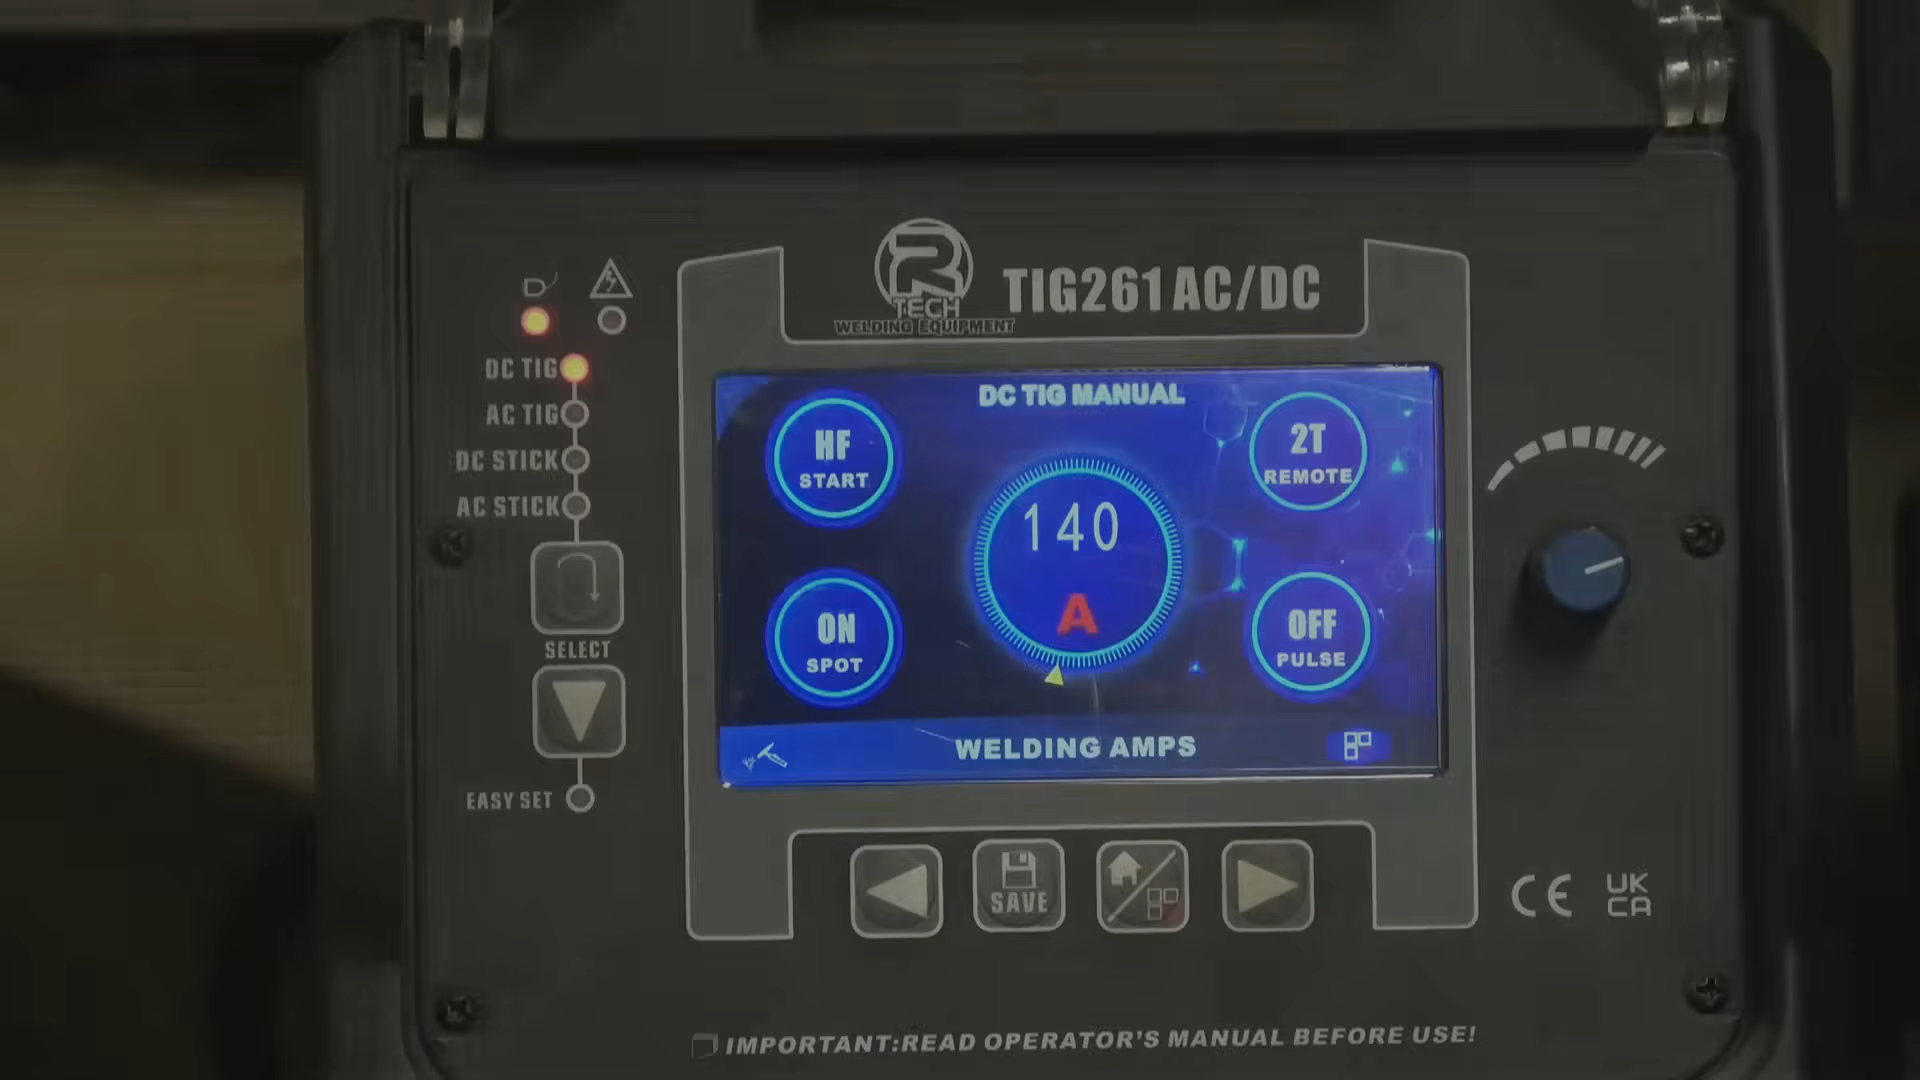 R
TECH
WELDING EQUIPMENT
TIG261 AC/DC
DC TIG
AC TIG
DC STICK
AC STICK
SELECT
EASY SET
DC TIG MANUAL
HF
START
2T
REMOTE
140
A
ON
SPOT
OFF
PULSE
WELDING AMPS
SAVE
CE
UK
CA
IMPORTANT:READ OPERATOR'S MANUAL BEFORE USE!